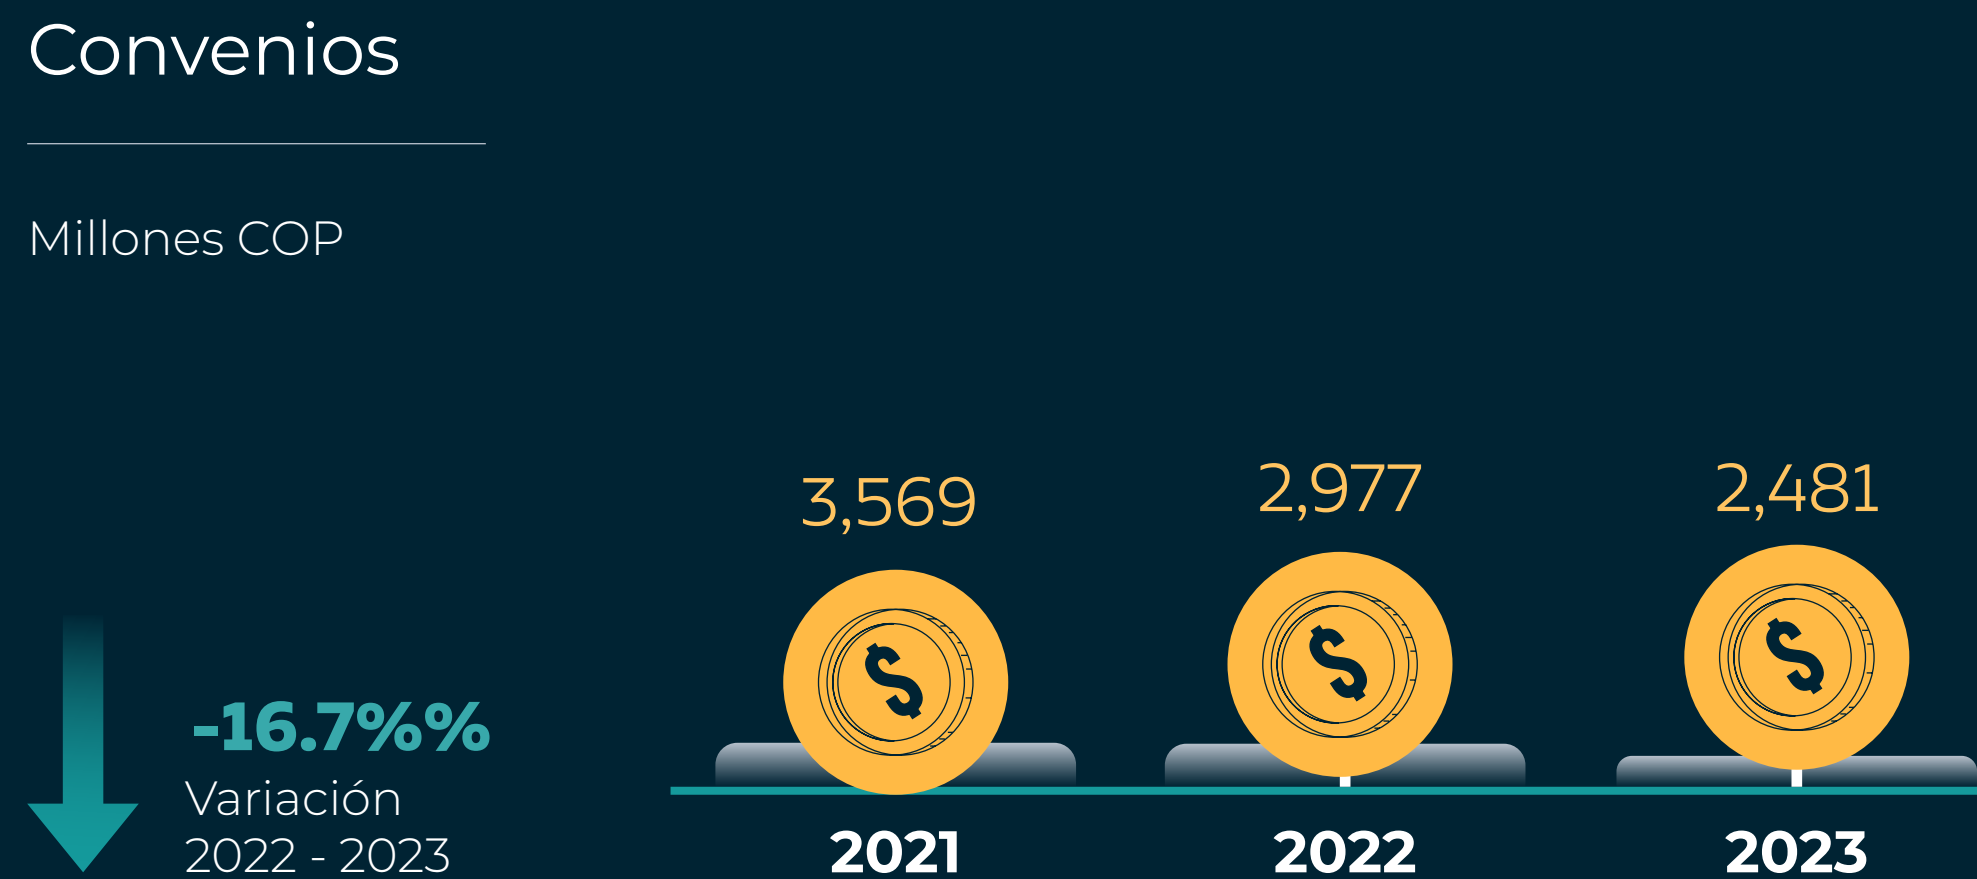 Convenios
Millones COP
3,569
2,977
2,481
$
$
$
-16.7%%
Variación
2022 - 2023
2021
2022
2023